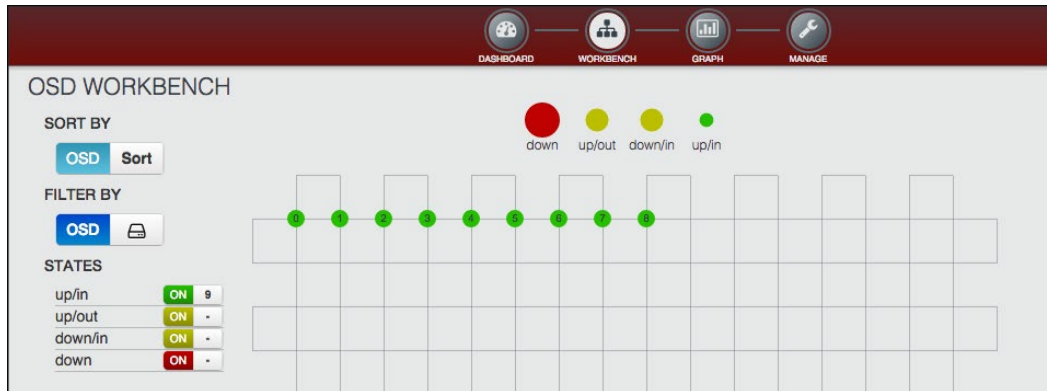 DASHBOARD WORKBENCH GRAPH MANAGE
OSD WORKBENCH
SORT BY
OSD Sort
FILTER BY
OSD
STATES
up/in ON 9
up/out ON -
down/in ON -
down ON -
down up/out down/in up/in
0 1 2 3 4 5 6 7 8